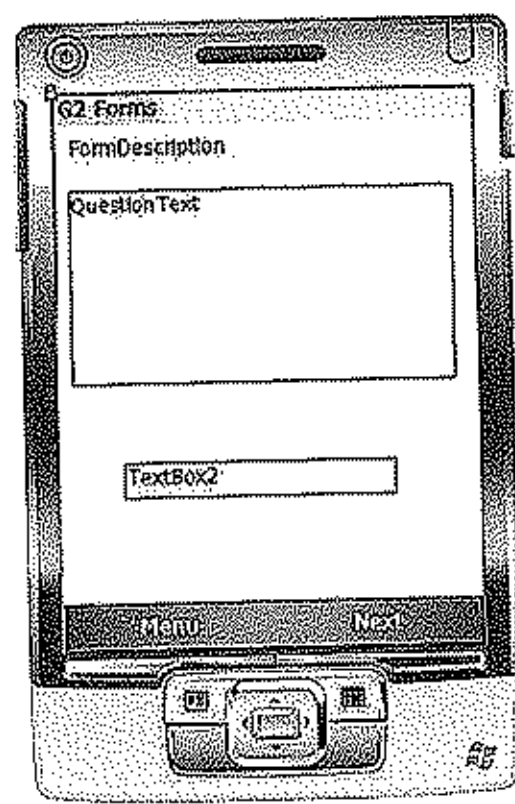 G2 Forms
FormDescription
QuestionText
TextBox2
Menu
Next